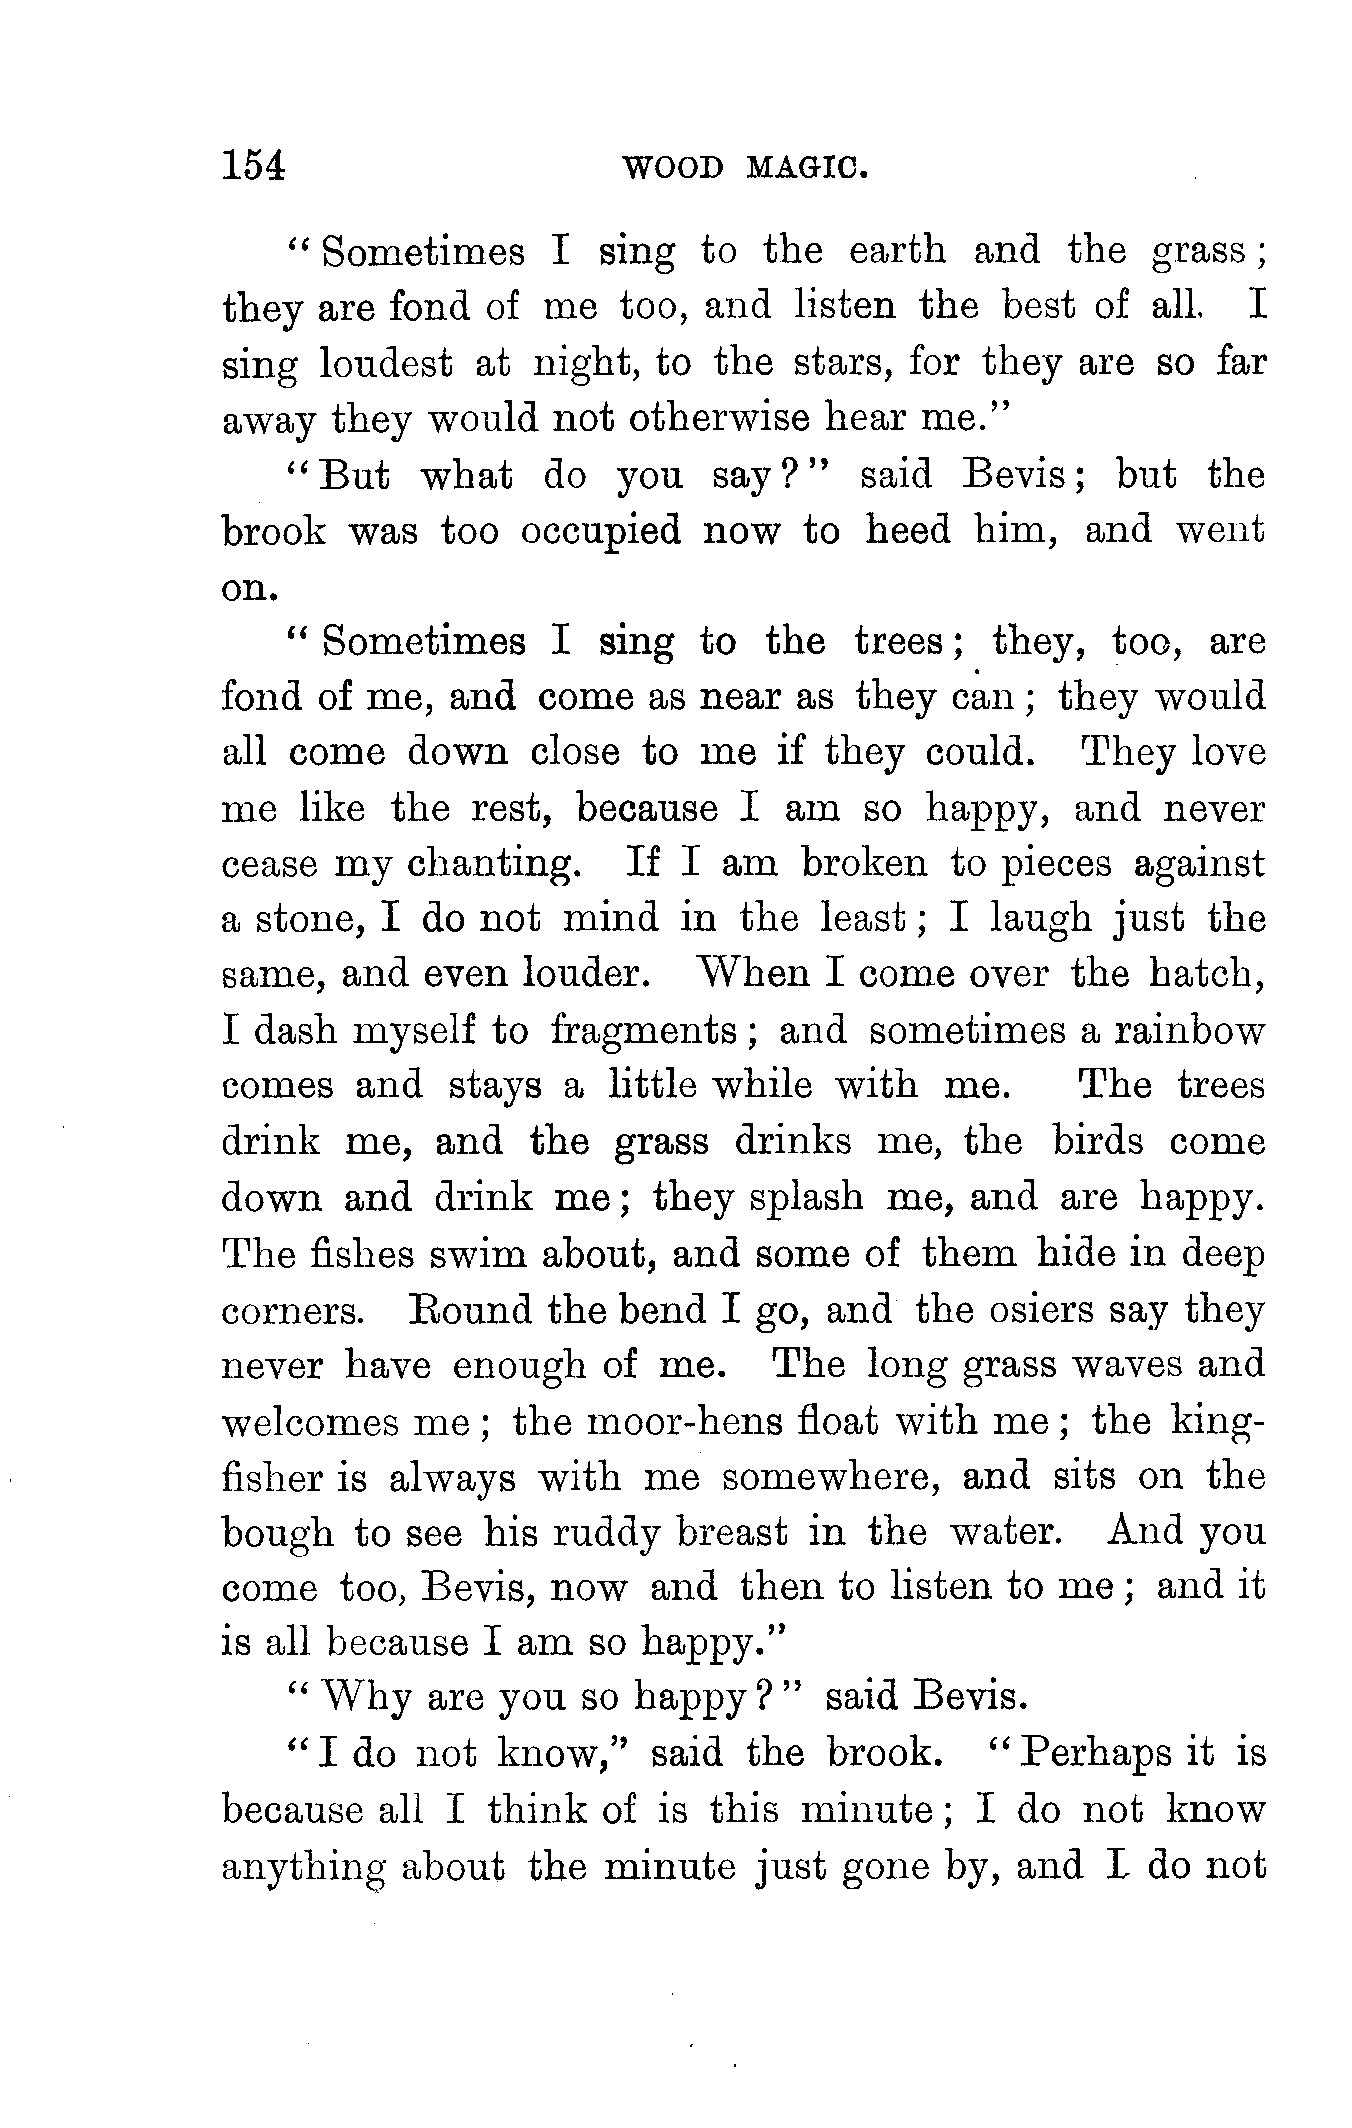 154 WOOD MAGIC.
“Sometimes I sing to the earth and the grass;
they are fond of me too, and listen the best of all. I
sing loudest at night, to the stars, for they are so far
away they would not otherwise hear me.”
“But what do you say?” said Bevis; but the
brook was too occupied now to heed him, and went
on.
“Sometimes I sing to the trees; they, too, are
fond of me, and come as near as they can; they would
all come down close to me if they could. They love
me like the rest, because I am so happy, and never
cease my chanting. If I am broken to pieces against
a stone, I do not mind in the least; I laugh just the
same, and even louder. When I come over the hatch,
I dash myself to fragments; and sometimes a rainbow
comes and stays a little while with me. The trees
drink me, and the grass drinks me, the birds come
down and drink me; they splash me, and are happy.
The fishes swim about, and some of them hide in deep
corners. Round the bend I go, and the osiers say they
never have enough of me. The long grass waves and
welcomes me; the moor-hens float with me; the king-
fisher is always with me somewhere, and sits on the
bough to see his ruddy breast in the water. And you
come too, Bevis, now and then to listen to me; and it
is all because I am so happy.”
“Why are you so happy?” said Bevis.
“I do not know,” said the brook. “Perhaps it is
because all I think of is this minute; I do not know
anything about the minute just gone by, and I do not